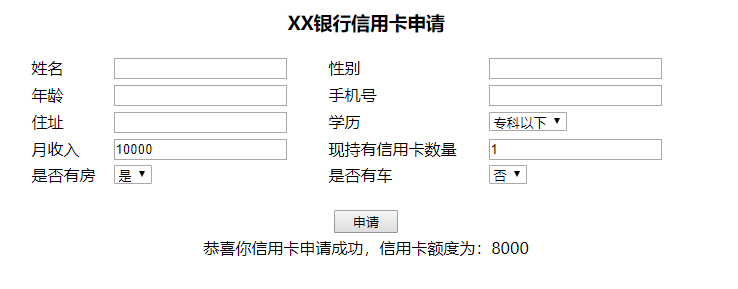 XX银行信用卡申请
姓名 性别
年龄 手机号
住址 学历 专科以下
月收入 10000 现持有信用卡数量 1
是否有房 是 是否有车 否
申请
恭喜你信用卡申请成功，信用卡额度为：8000